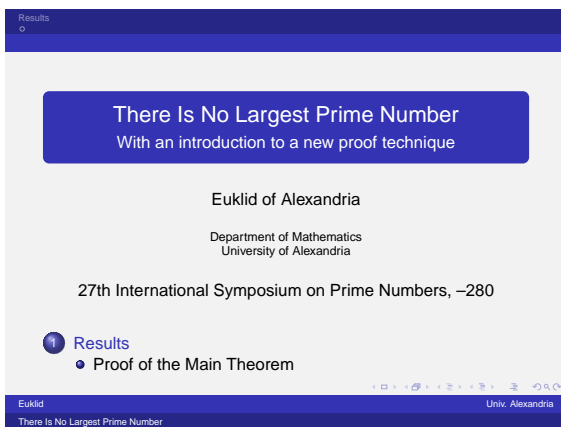 Results
There Is No Largest Prime Number
With an introduction to a new proof technique
Euklid of Alexandria
Department of Mathematics
University of Alexandria
27th International Symposium on Prime Numbers, –280
1 Results
Proof of the Main Theorem
Euklid Univ. Alexandria
There Is No Largest Prime Number